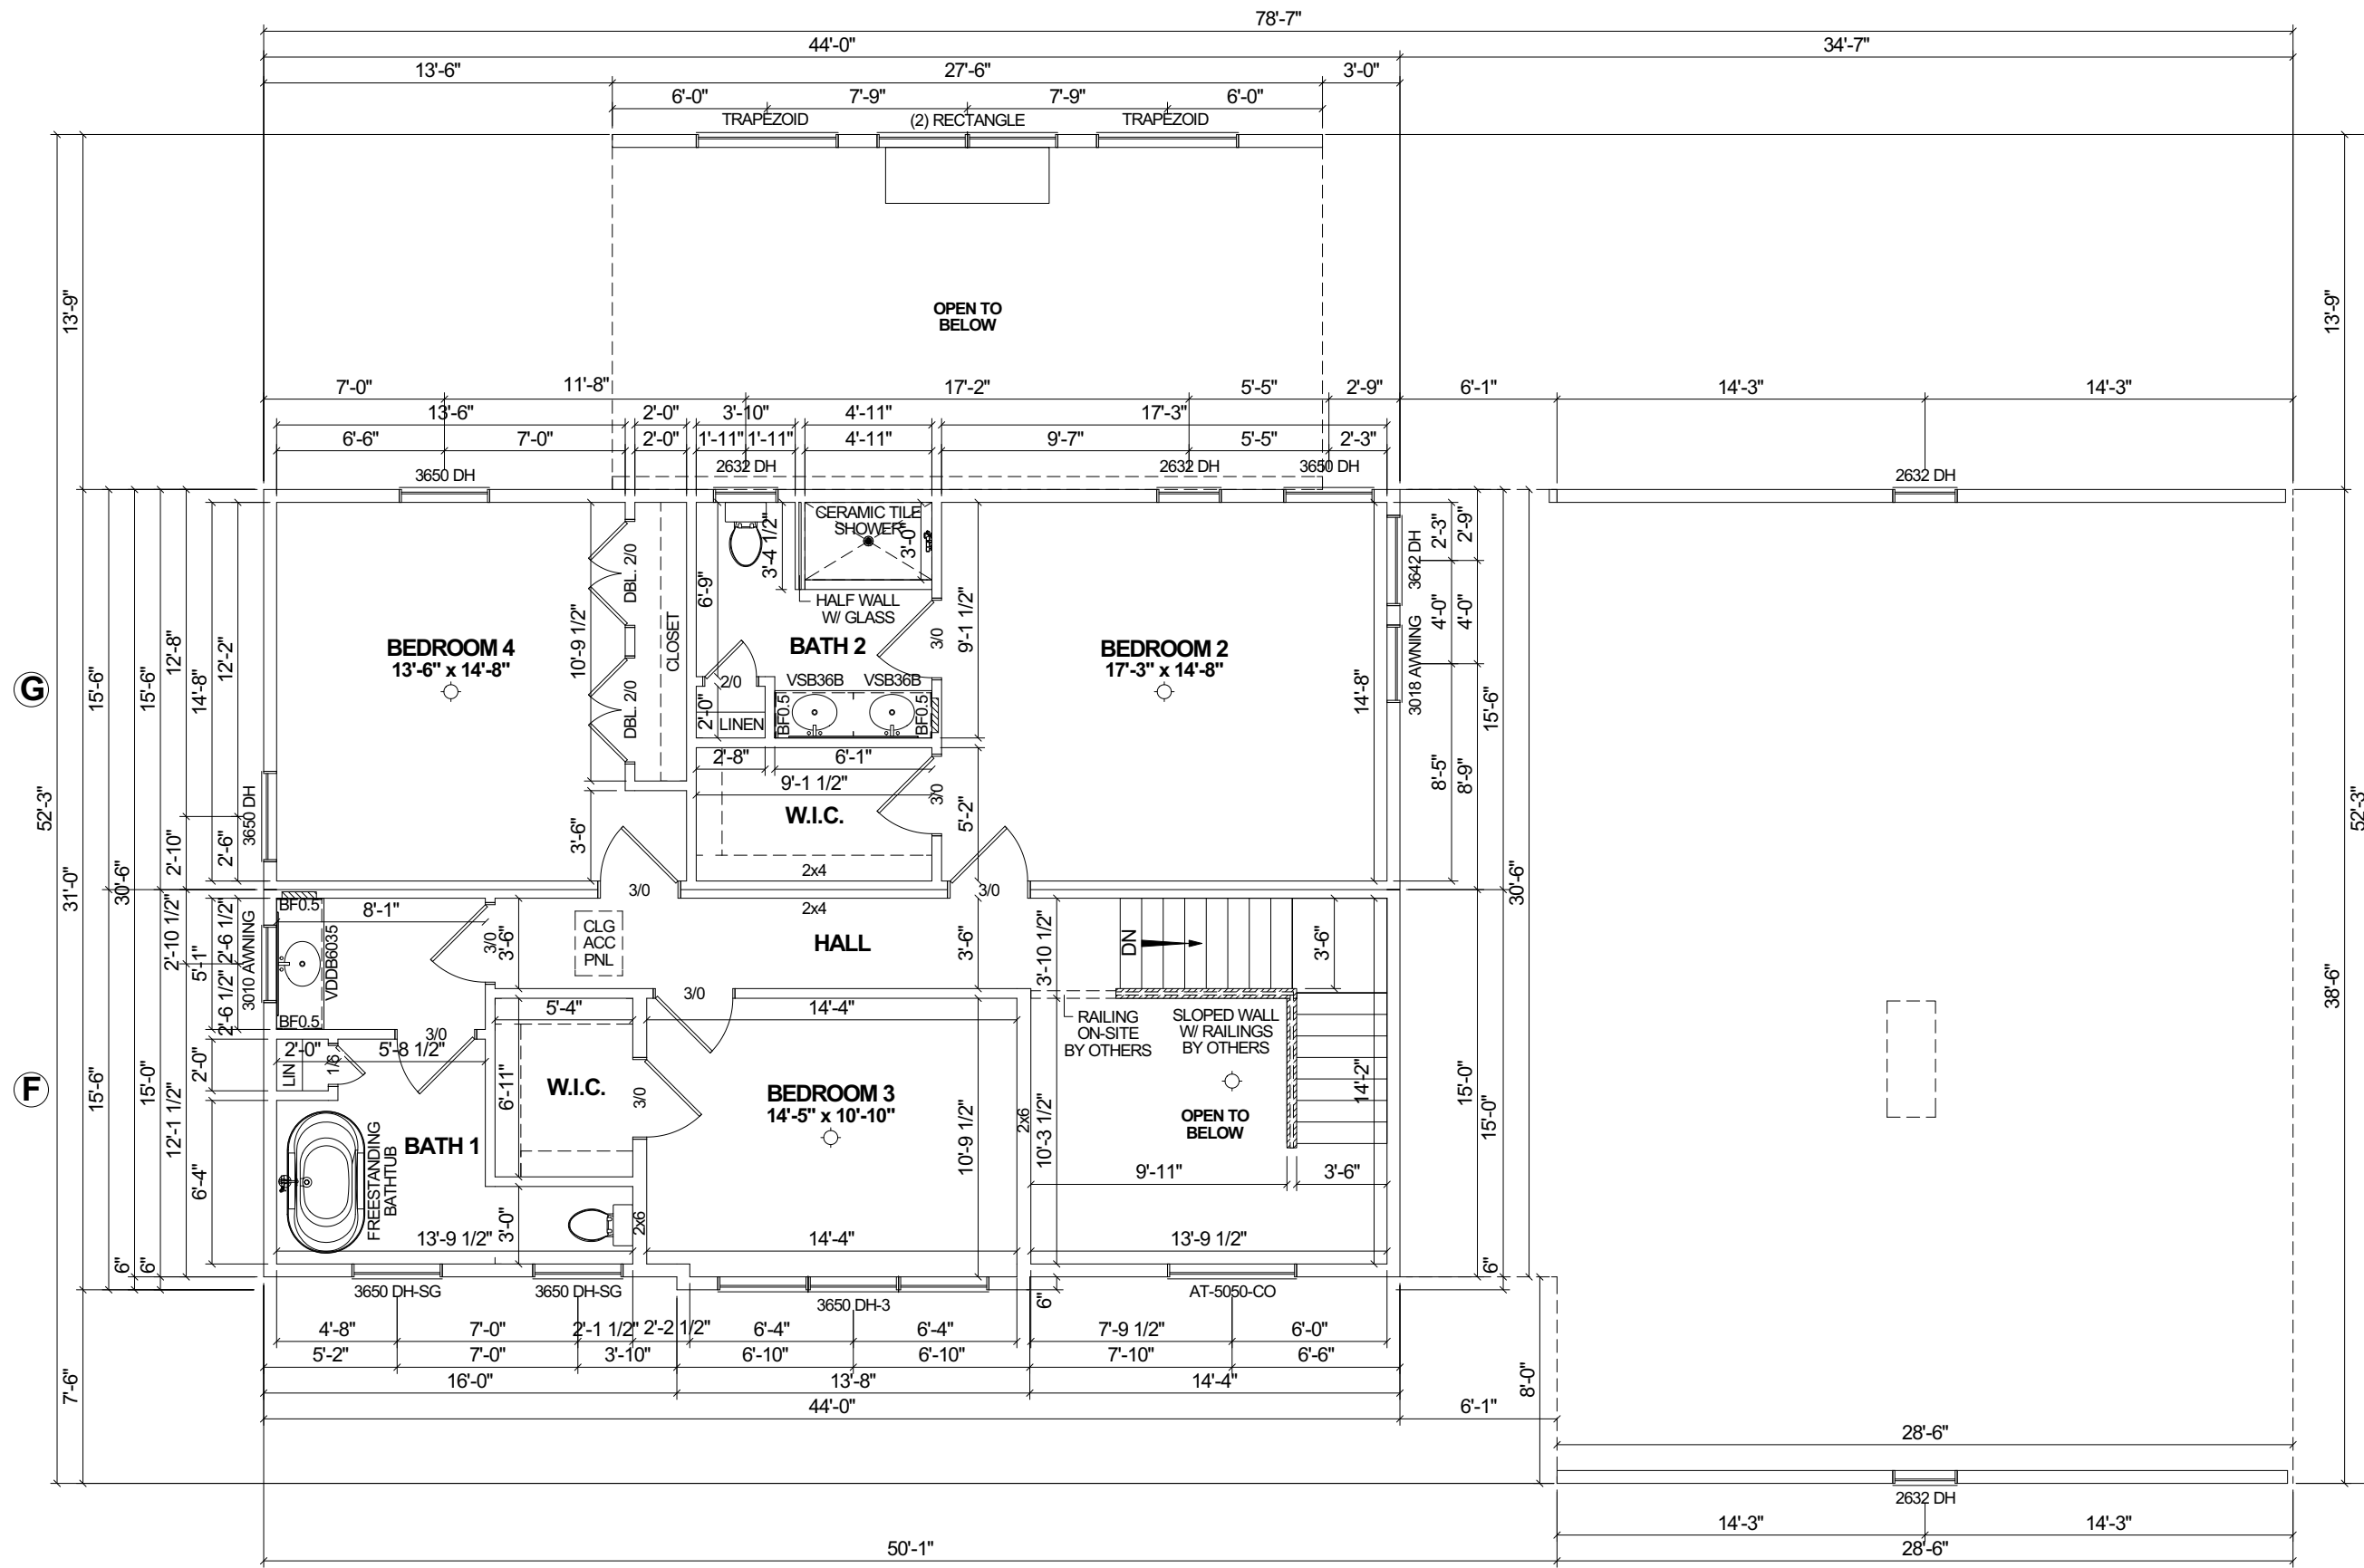 78'-7"
44'-0" 34'-7"
13'-6" 27'-6" 3'-0"
6'-0" 7'-9" 7'-9" 6'-0"
TRAPEZOID (2) RECTANGLE TRAPEZOID
13'-9" 13'-9"
OPEN TO
BELOW
7'-0" 11'-8" 17'-2" 5'-5" 2'-9" 6'-1" 14'-3" 14'-3"
13'-6" 2'-0" 3'-10" 4'-11" 17'-3"
6'-6" 7'-0" 2'-0" 1'-11" 1'-11" 4'-11" 9'-7" 5'-5" 2'-3"
3650 DH 2632 DH 2632 DH 3650 DH 2632 DH
CERAMIC TILE
SHOWER
3'-0"
3'-4 1/2"
6'-9"
HALF WALL
W/ GLASS
DBL. 2/0
10'-9 1/2"
CLOSET
DBL. 2/0
BEDROOM 4
13'-6" x 14'-8"
BATH 2
3/0
9'-1 1/2"
BEDROOM 2
17'-3" x 14'-8"
14'-8"
3642 DH
3018 AWNING
2'-3" 2'-9"
4'-0" 4'-0"
8'-5" 8'-9"
15'-6"
30'-6"
2/0
VSB36B VSB36B
BF0.5 BF0.5
2'-0"
LINEN
2'-8" 6'-1"
9'-1 1/2"
W.I.C.
3/0
5'-2"
3'-6"
2x4
G
52'-3"
15'-6"
15'-6"
12'-8"
14'-8"
12'-2"
2'-10"
2'-6"
3650 DH
31'-0"
30'-6"
52'-3"
38'-6"
3/0 3/0
2x4
BF0.5
8'-1"
3/0
3'-6"
CLG
ACC
PNL
HALL
3'-6"
3'-10 1/2"
DN
3'-6"
VDDB6035
BF0.5
3010 AWNING
2'-10 1/2"
5'-1"
2'-6 1/2"
2'-6 1/2"
3/0
5'-4"
14'-4"
RAILING
ON-SITE
BY OTHERS
SLOPED WALL
W/ RAILINGS
BY OTHERS
3/0
2'-0" 5'-8 1/2"
LIN
1/6
2'-0"
F
15'-6"
15'-0"
12'-1 1/2"
6'-4"
6'-11"
W.I.C.
3/0
BEDROOM 3
14'-5" x 10'-10"
10'-9 1/2"
2x6
10'-3 1/2"
OPEN TO
BELOW
14'-2"
15'-0"
15'-0"
BATH 1
FREESTANDING
BATHTUB
9'-11" 3'-6"
3'-0"
2x6
13'-9 1/2" 14'-4" 13'-9 1/2"
6" 6" 6" 6"
3650 DH-SG 3650 DH-SG 3650 DH-3 AT-5050-CO
4'-8" 7'-0" 2'-1 1/2" 2'-2 1/2" 6'-4" 6'-4" 7'-9 1/2" 6'-0"
5'-2" 7'-0" 3'-10" 6'-10" 6'-10" 7'-10" 6'-6"
16'-0" 13'-8" 14'-4"
7'-6" 8'-0"
44'-0" 6'-1"
28'-6"
2632 DH
14'-3" 14'-3"
50'-1" 28'-6"